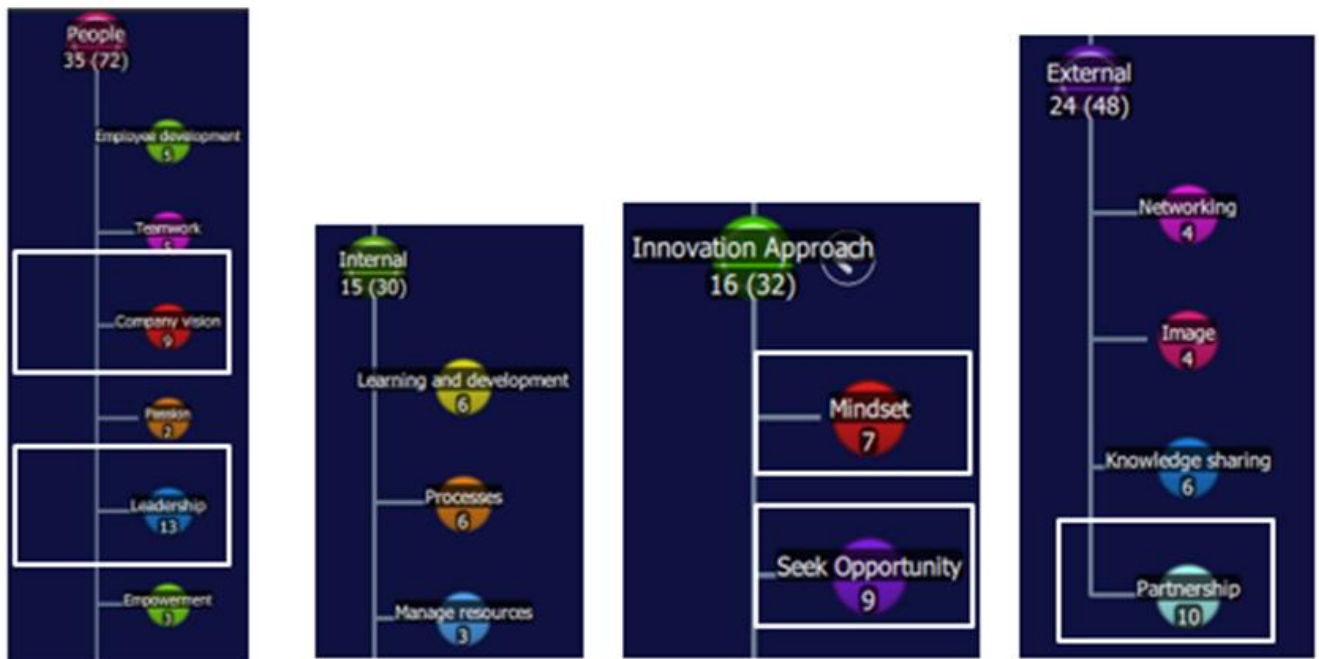 People
35 (72)
Employee development
5
Teamwork
5
Company vision
9
Passion
2
Leadership
13
Empowerment
Internal
15 (30)
Learning and development
6
Processes
6
Manage resources
3
Innovation Approach
16 (32)
Mindset
7
Seek Opportunity
9
External
24 (48)
Networking
4
Image
4
Knowledge sharing
6
Partnership
10